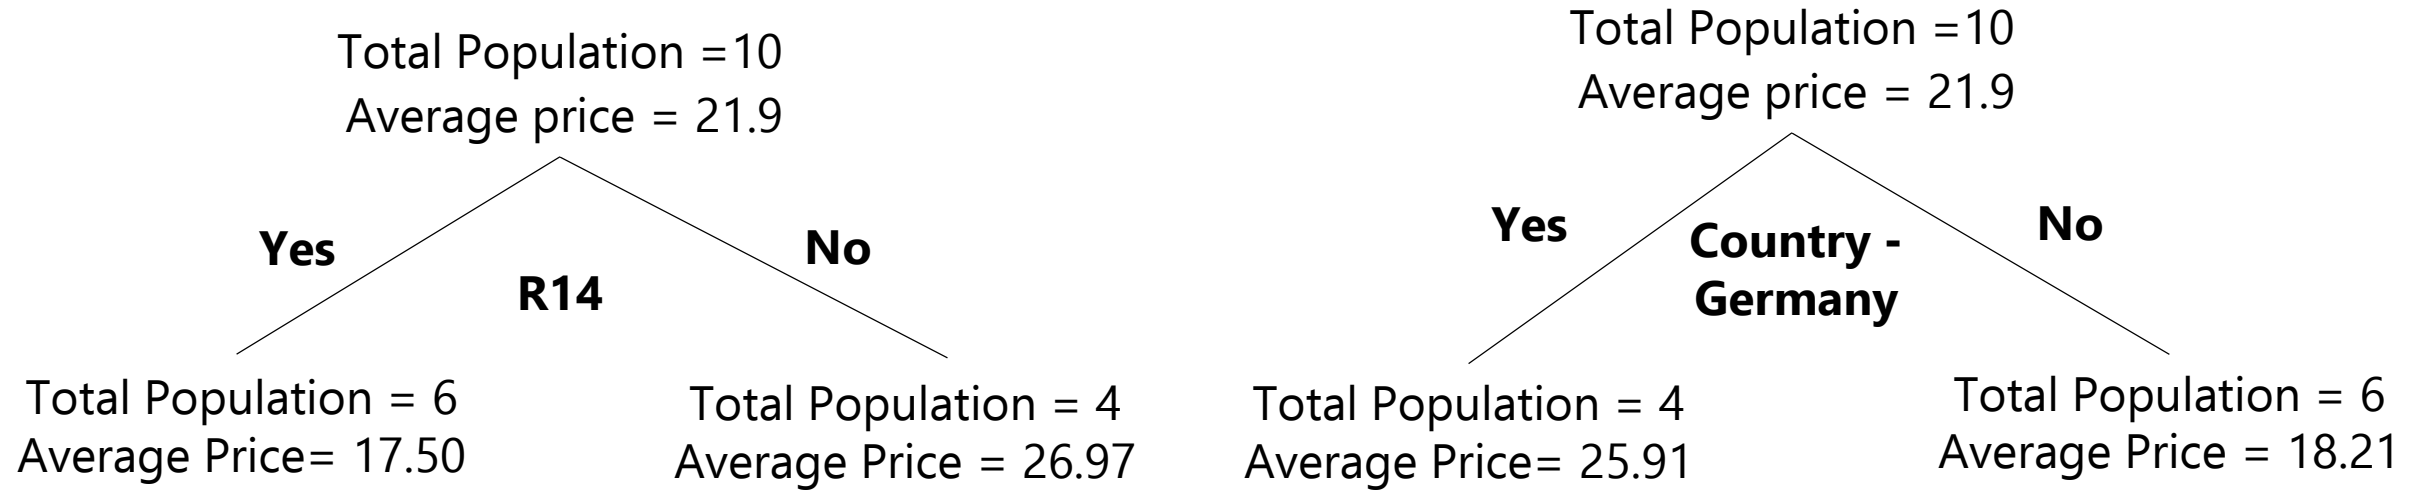 Total Population =10
Average price = 21.9
Yes
No
R14
Total Population = 6
Average Price= 17.50
Total Population = 4
Average Price = 26.97
Total Population =10
Average price = 21.9
Yes
No
Country -
Germany
Total Population = 4
Average Price= 25.91
Total Population = 6
Average Price = 18.21